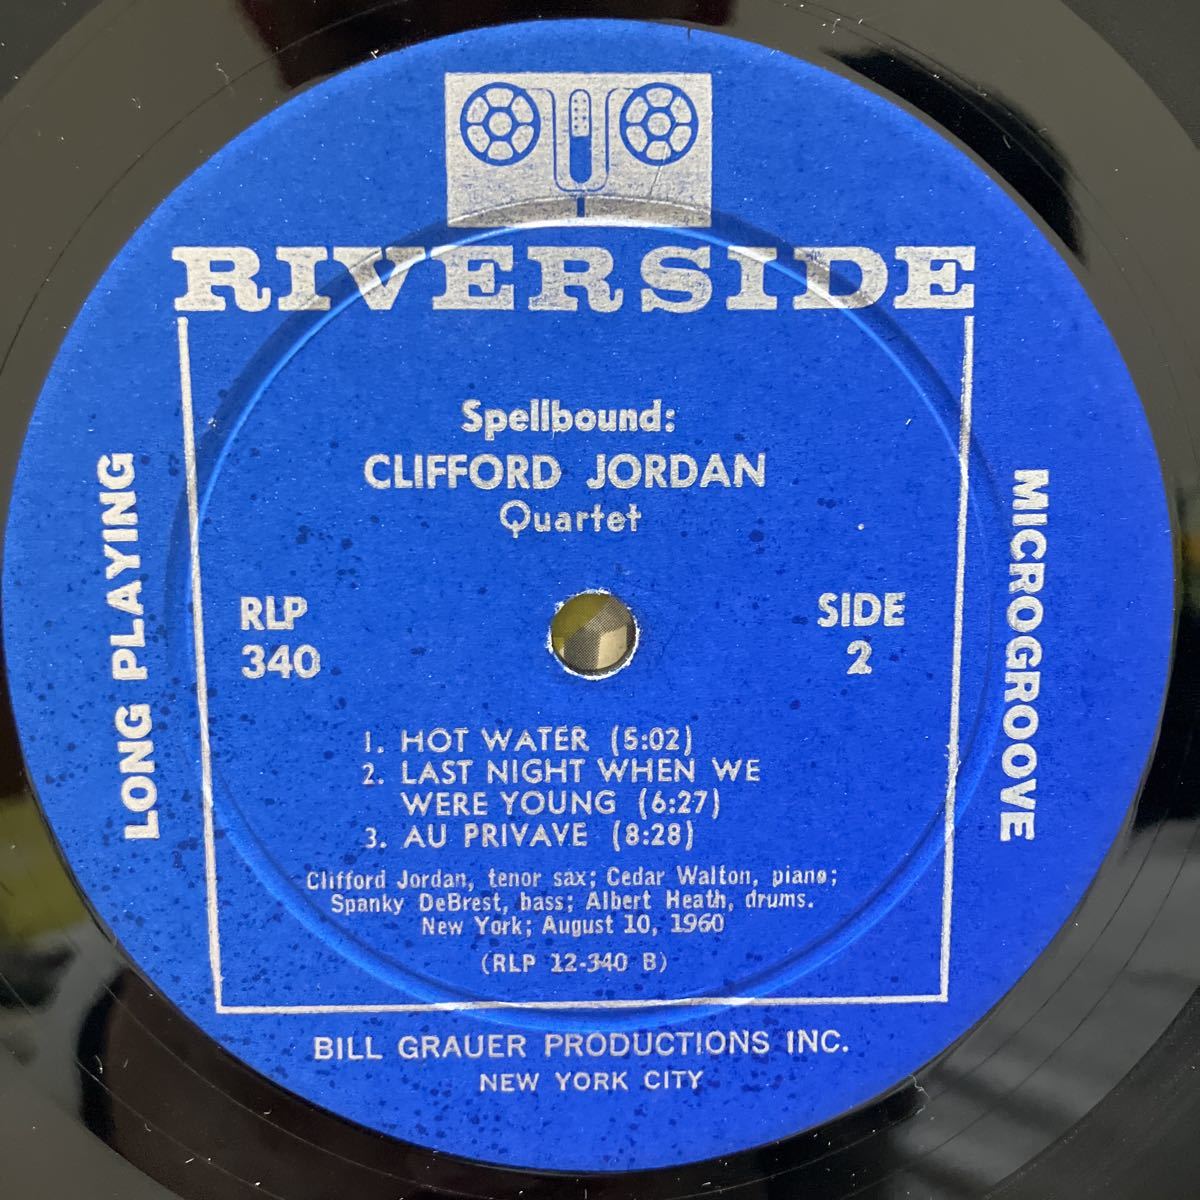 RIVERSIDE
Spellbound:
CLIFFORD JORDAN
Quartet
LONG PLAYING
MICROGROOVE
RLP
340
SIDE
2
1. HOT WATER (5:02)
2. LAST NIGHT WHEN WE
WERE YOUNG (6:27)
3. AU PRIVAVE (8:28)
Clifford Jordan, tenor sax; Cedar Walton, piano;
Spanky DeBrest, bass; Albert Heath, drums.
New York; August 10, 1960
(RLP 12-340 B)
BILL GRAUER PRODUCTIONS INC.
NEW YORK CITY